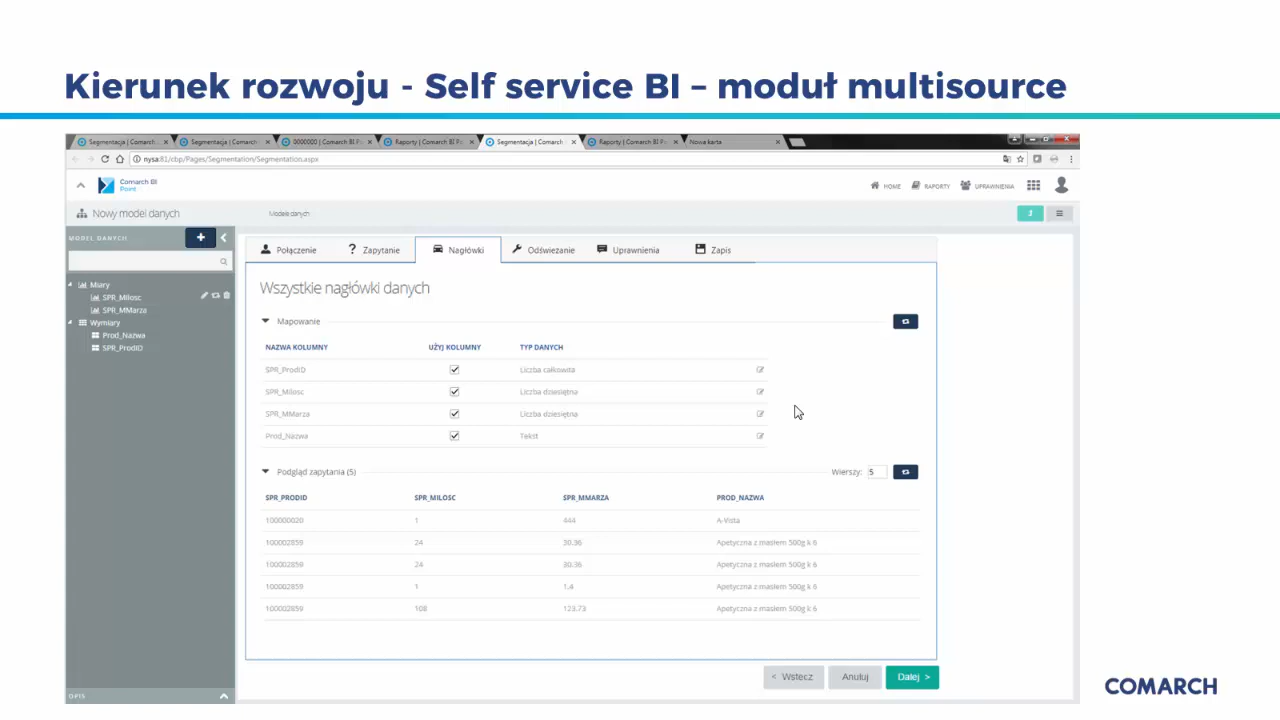 Kierunek rozwoju - Self service BI – moduł multisource
Segmentacja | Comarch
Segmentacja | Comarch
0000000 | Comarch BI P
Raporty | Comarch BI Po
Segmentacja | Comarch
Raporty | Comarch BI P
Nowa karta
nysa:81/cbp/Pages/Segmentation/Segmentation.aspx
Comarch BI
Point
HOME
RAPORTY
UPRAWNIENIA
Nowy model danych
Modele danych
MODEL DANYCH
Miary
SPR_MIlosc
SPR_MMarza
Wymiary
Prod_Nazwa
SPR_ProdID
OPIS
Połączenie
Zapytanie
Nagłówki
Odświeżanie
Uprawnienia
Zapis
Wszystkie nagłówki danych
Mapowanie
NAZWA KOLUMNY UŻYJ KOLUMNY TYP DANYCH
SPR_ProdID Liczba całkowita
SPR_MIlosc Liczba dziesiętna
SPR_MMarza Liczba dziesiętna
Prod_Nazwa Tekst
Podgląd zapytania (5) Wierszy: 5
SPR_PRODID SPR_MILOSC SPR_MMARZA PROD_NAZWA
100000020 1 444 A-Vista
100002859 24 30.36 Apetyczna z masłem 500g k 6
100002859 24 30.36 Apetyczna z masłem 500g k 6
100002859 1 1.4 Apetyczna z masłem 500g k 6
100002859 108 123.73 Apetyczna z masłem 500g k 6
< Wstecz
Anuluj
Dalej >
COMARCH